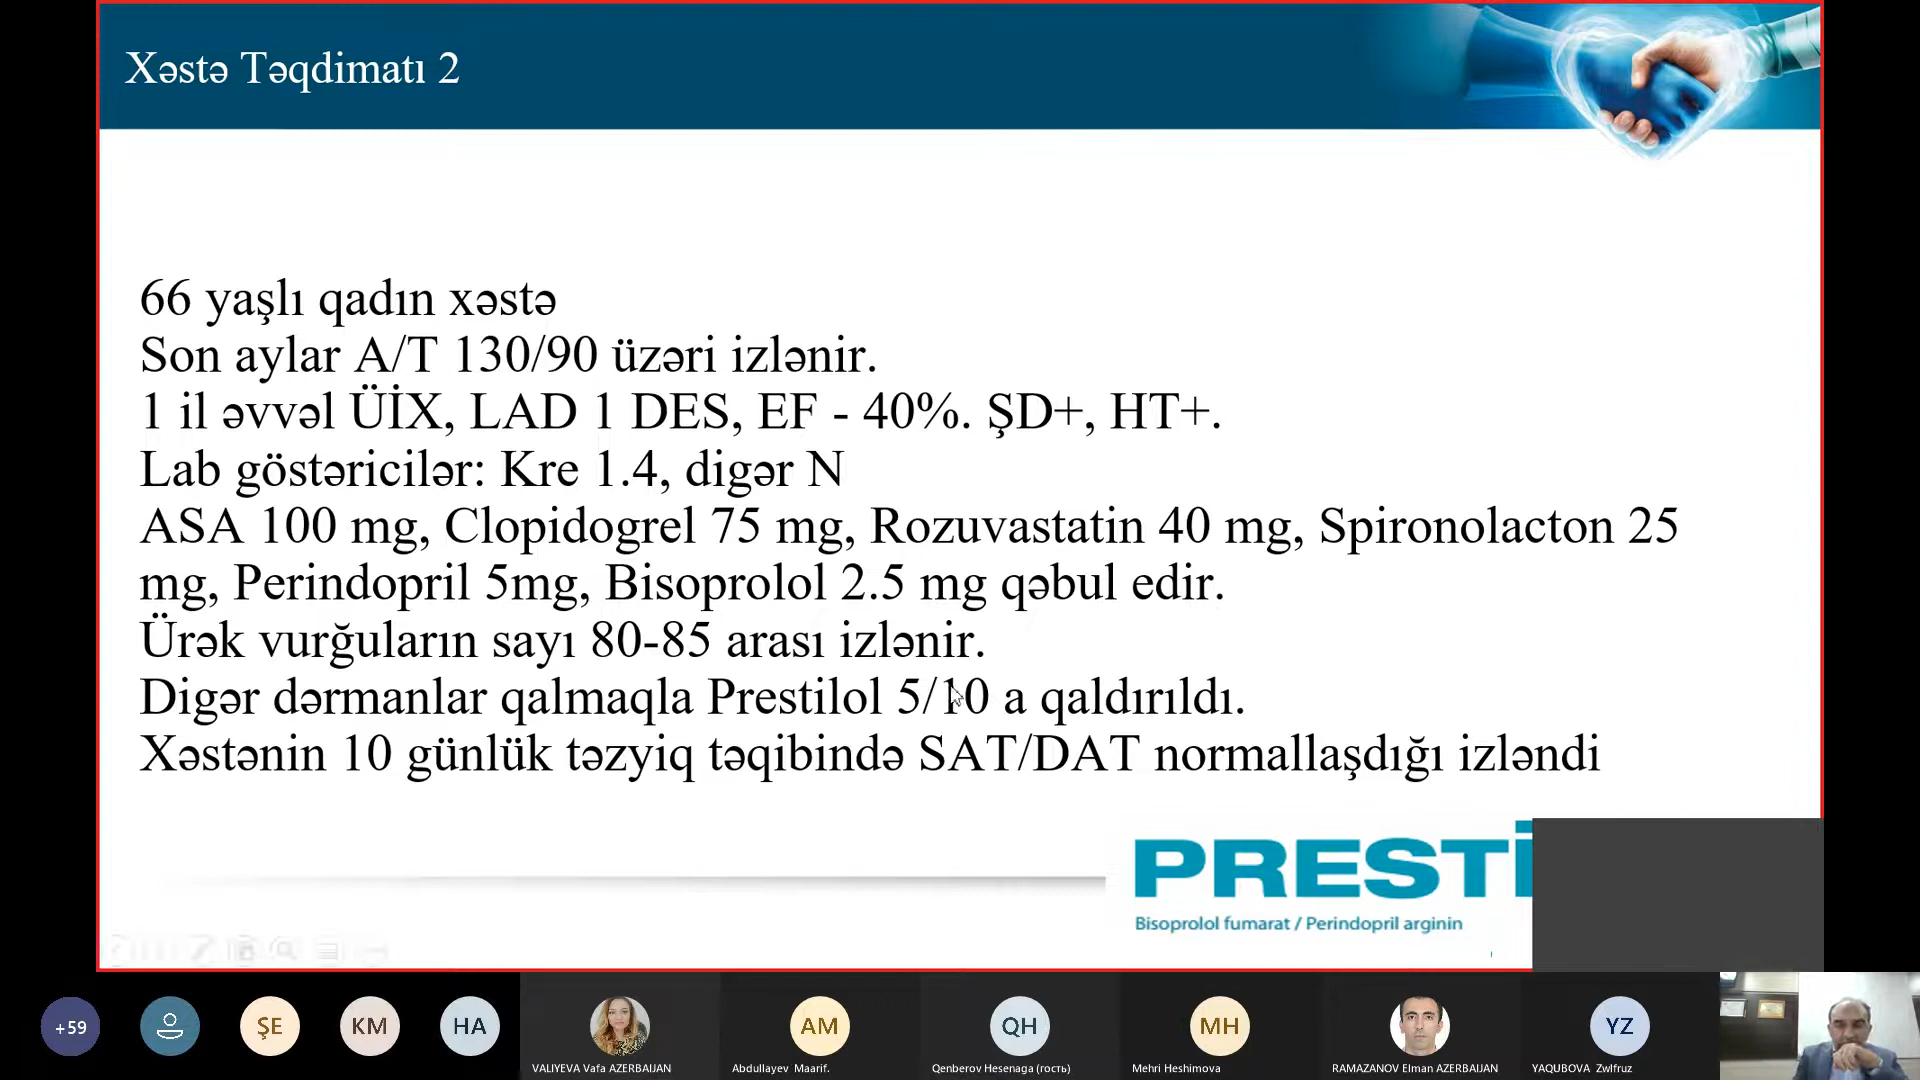 Xəstə Təqdimatı 2
66 yaşlı qadın xəstə
Son aylar A/T 130/90 üzəri izlənir.
1 il əvvəl ÜİX, LAD 1 DES, EF - 40%. ŞD+, HT+.
Lab göstəricilər: Kre 1.4, digər N
ASA 100 mg, Clopidogrel 75 mg, Rozuvastatin 40 mg, Spironolacton 25
mg, Perindopril 5mg, Bisoprolol 2.5 mg qəbul edir.
Ürək vurğuların sayı 80-85 arası izlənir.
Digər dərmanlar qalmaqla Prestilol 5/10 a qaldırıldı.
Xəstənin 10 günlük təzyiq təqibində SAT/DAT normallaşdığı izləndi
PRESTİ
Bisoprolol fumarat / Perindopril arginin
+59
ŞE
KM
HA
AM
QH
MH
YZ
VALIYEVA Vafa AZERBAIJAN
Abdullayev Maarif.
Qenberov Hesenaga (гость)
Mehri Heshimova
RAMAZANOV Elman AZERBAIJAN
YAQUBOVA Zwlfruz